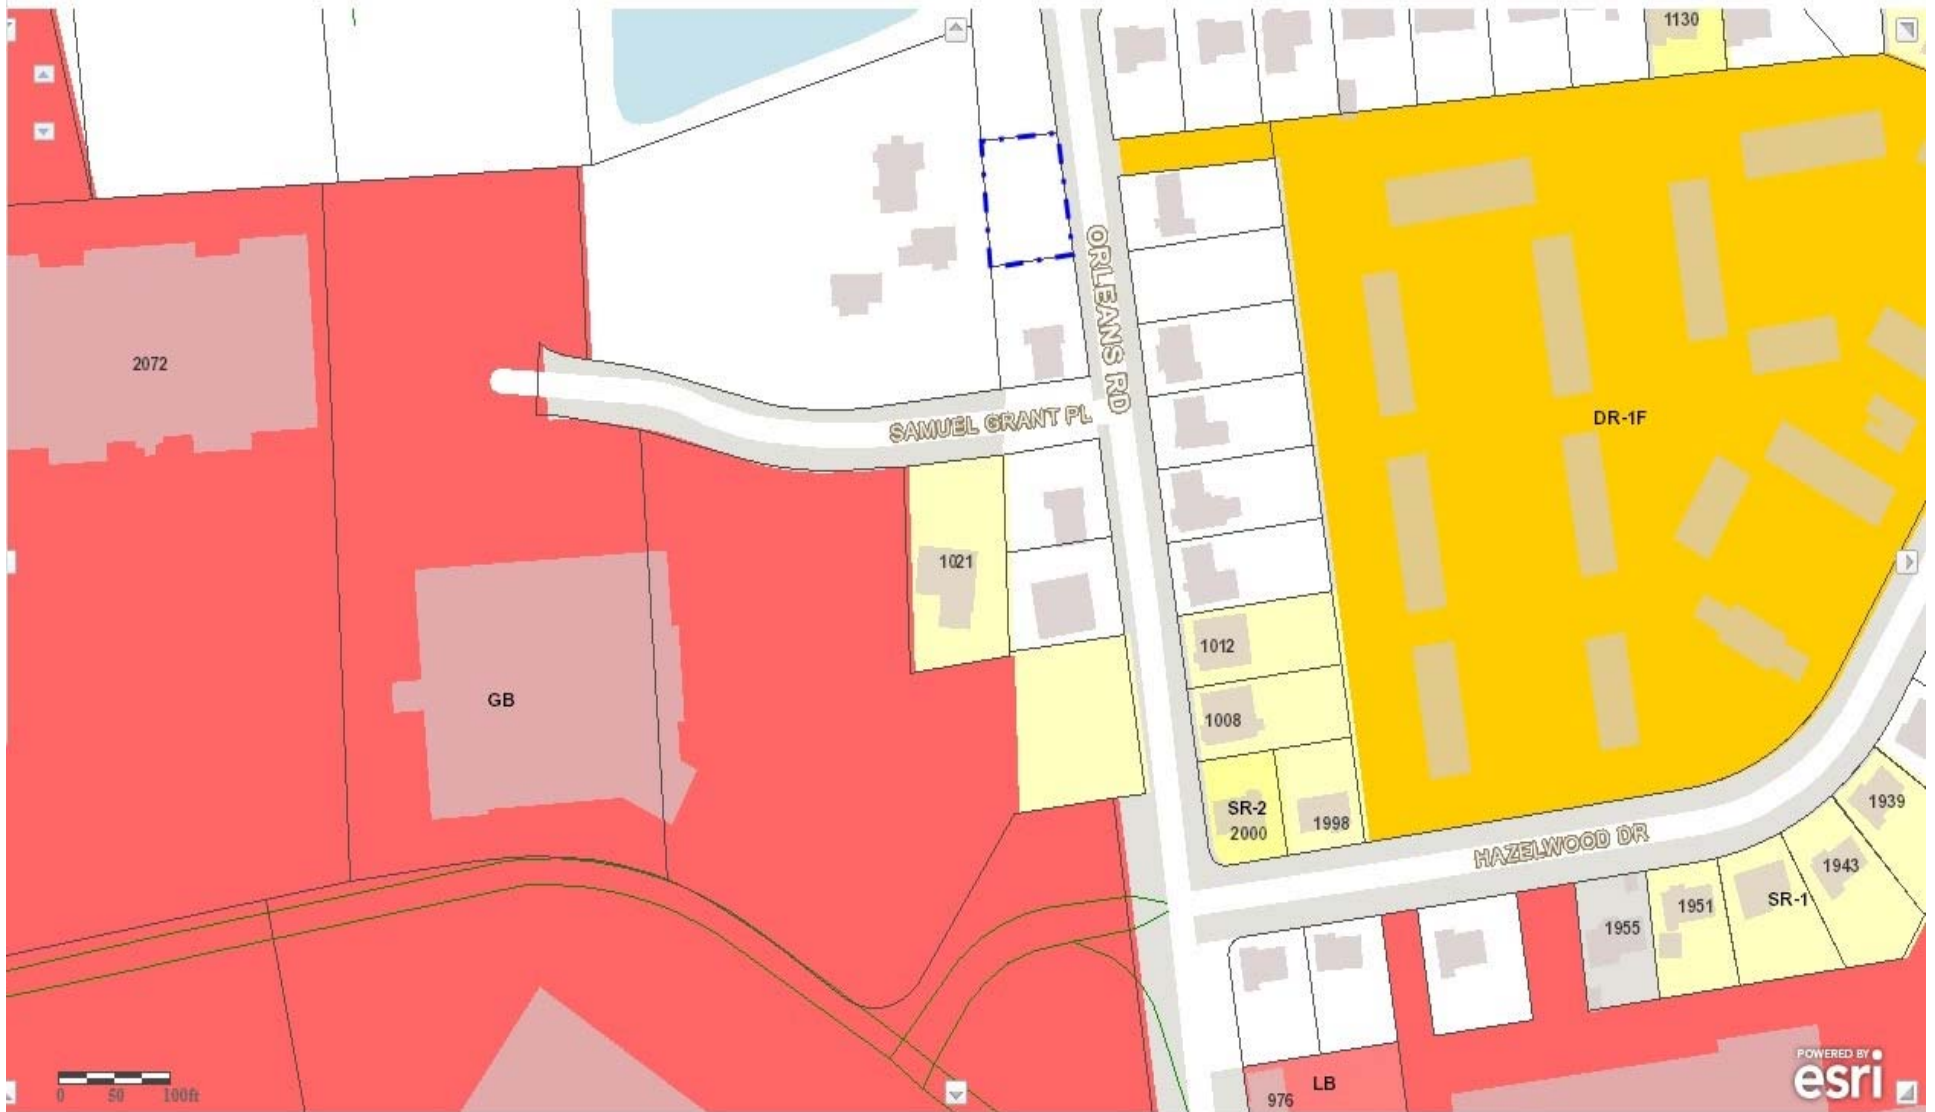 1130
ORLEANS RD
2072
DR-1F
SAMUEL GRANT PL
1021
1012
GB
1008
SR-2
2000
1998
HAZELWOOD DR
1939
1943
SR-1
1951
1955
POWERED BY
esri
LB
976
0 50 100ft